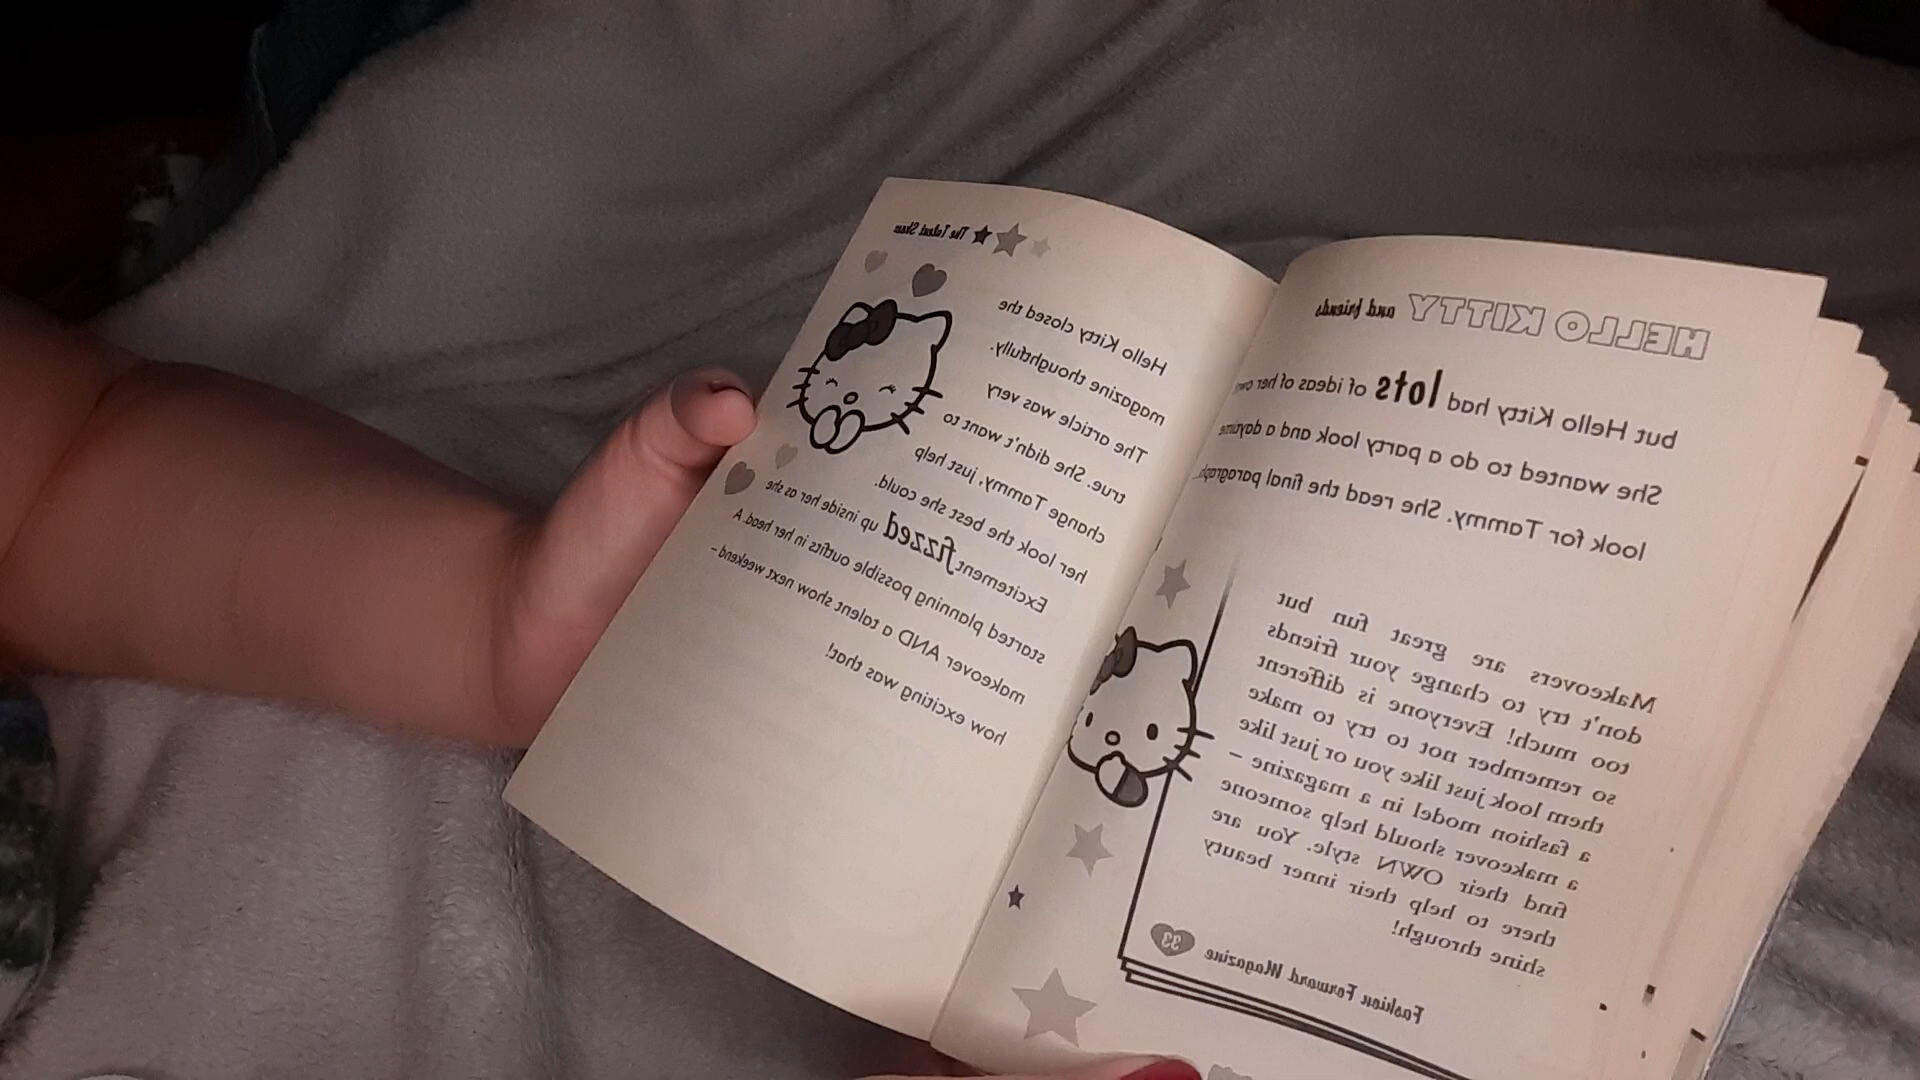 HELLO KITTY and friends
but Hello Kitty had lots of ideas of her own.
She wanted to do a party look and a daytime
look for Tammy. She read the final paragraph...
Makeovers are great fun but
don't try to change your friends
too much! Everyone is different
so remember not to try to make
them look just like you or just like
a fashion model in a magazine –
a makeover should help someone
find their OWN style. You are
there to help their inner beauty
shine through!
Fashion Forward Magazine 33
The Talent Show
Hello Kitty closed the
magazine thoughtfully.
The article was very
true. She didn't want to
change Tammy, just help
her look the best she could.
Excitement fizzed up inside her as she
started planning possible outfits in her head. A
makeover AND a talent show next weekend –
how exciting was that!